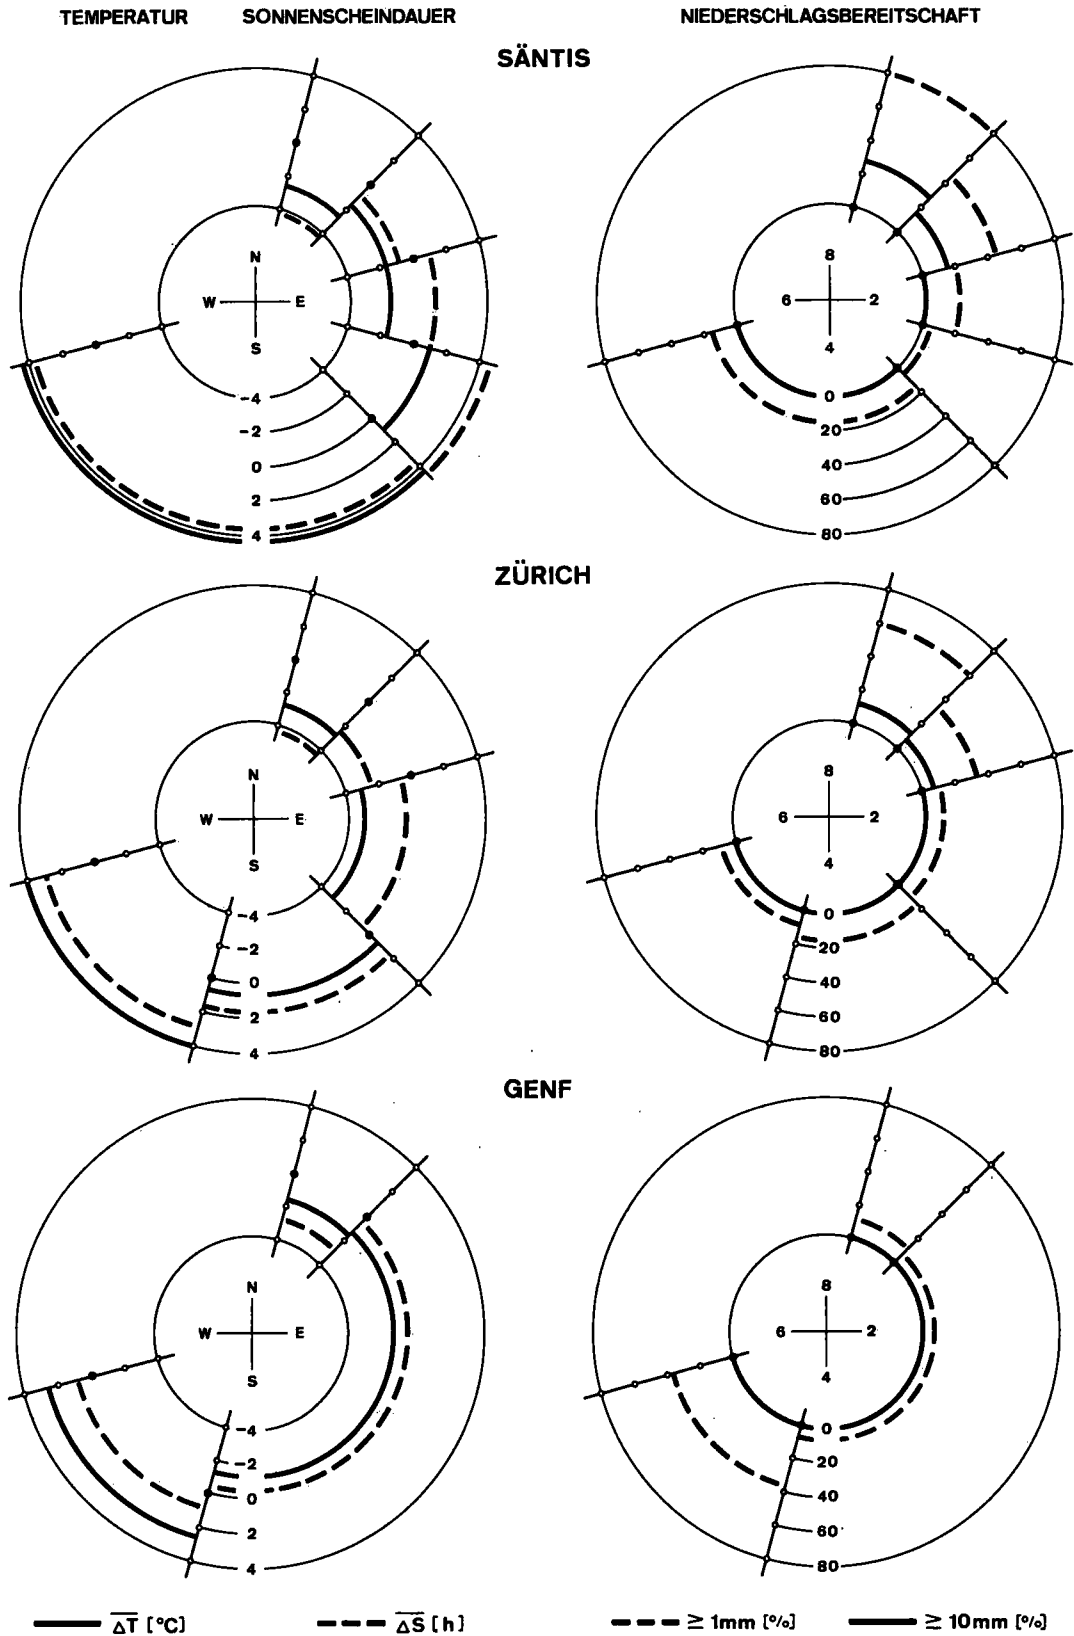 TEMPERATUR SONNENSCHEINDAUER NIEDERSCHLAGSBEREITSCHAFT
SÄNTIS
N
W E
S
-4
-2
0
2
4
8
6 2
4
0
20
40
60
80
ZÜRICH
N
W E
S
-4
-2
0
2
4
8
6 2
4
0
20
40
60
80
GENF
N
W E
S
-4
-2
0
2
4
8
6 2
4
0
20
40
60
80
ΔT [°C] ΔS [h] ≥ 1mm [%] ≥ 10mm [%]